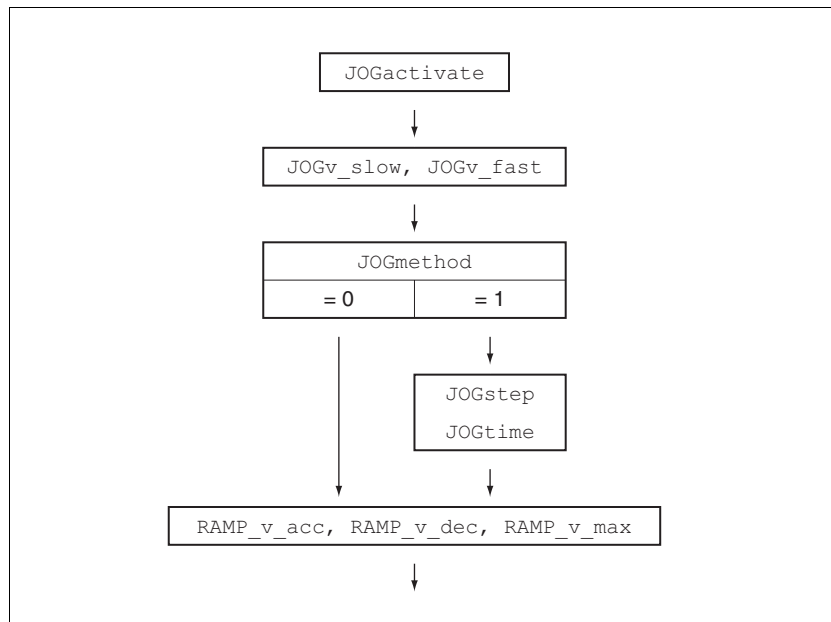 JOGactivate
JOGv_slow, JOGv_fast
JOGmethod
= 0
= 1
JOGstep
JOGtime
RAMP_v_acc, RAMP_v_dec, RAMP_v_max